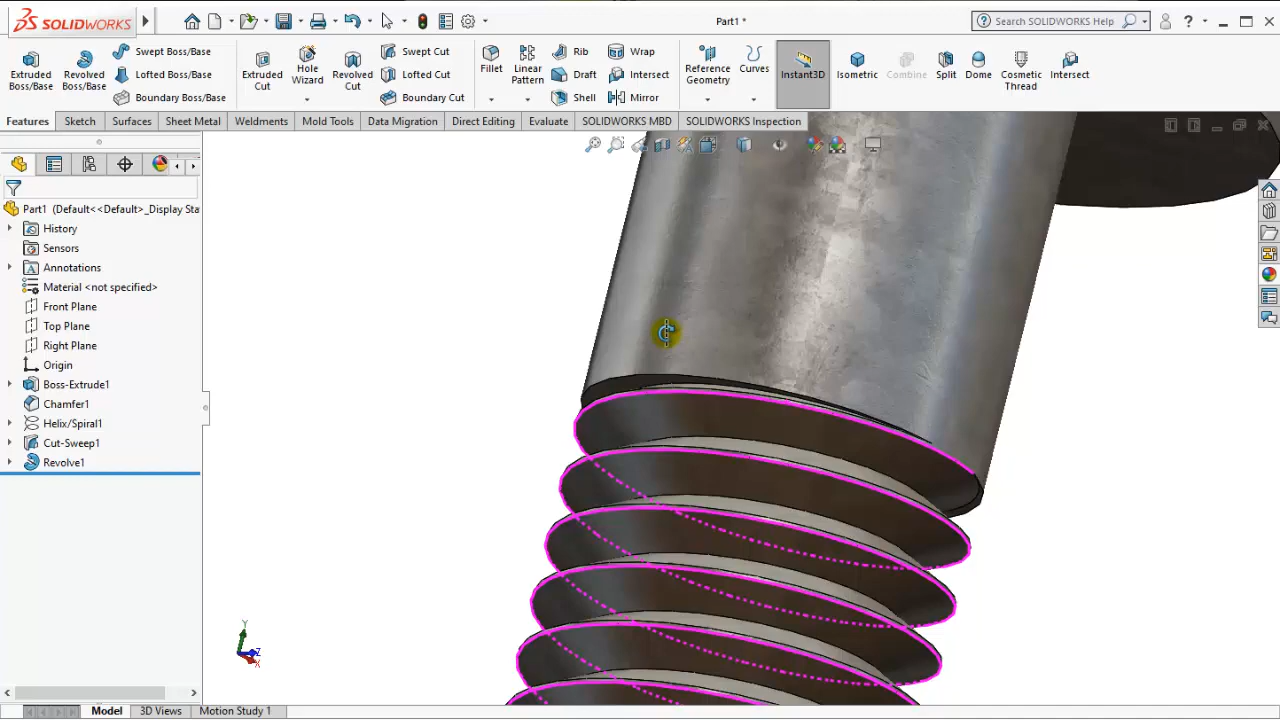 SOLIDWORKS
Part1 *
Search SOLIDWORKS Help
?
Extruded Boss/Base
Revolved Boss/Base
Swept Boss/Base
Lofted Boss/Base
Boundary Boss/Base
Extruded Cut
Hole Wizard
Revolved Cut
Swept Cut
Lofted Cut
Boundary Cut
Fillet
Linear Pattern
Rib
Draft
Shell
Wrap
Intersect
Mirror
Reference Geometry
Curves
Instant3D
Isometric
Combine
Split
Dome
Cosmetic Thread
Intersect
Features
Sketch
Surfaces
Sheet Metal
Weldments
Mold Tools
Data Migration
Direct Editing
Evaluate
SOLIDWORKS MBD
SOLIDWORKS Inspection
Part1 (Default<<Default>_Display Sta
History
Sensors
Annotations
Material <not specified>
Front Plane
Top Plane
Right Plane
Origin
Boss-Extrude1
Chamfer1
Helix/Spiral1
Cut-Sweep1
Revolve1
Y
Z
X
Model
3D Views
Motion Study 1